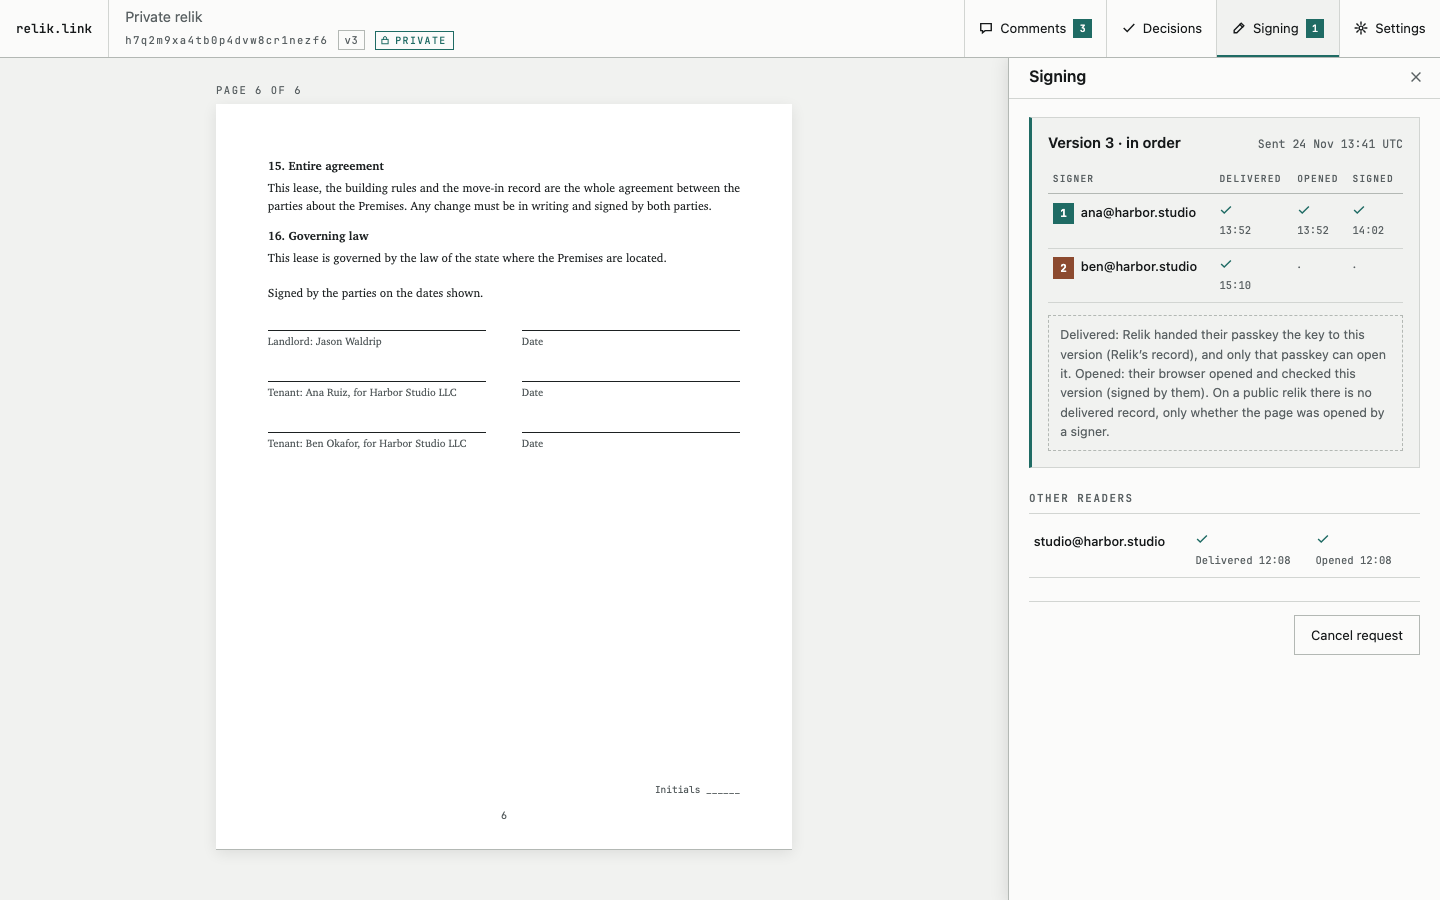 relik.link
Private relik
h7q2m9xa4tb0p4dvw8cr1nezf6 v3 PRIVATE
Comments 3
Decisions
Signing 1
Settings
PAGE 6 OF 6
15. Entire agreement
This lease, the building rules and the move-in record are the whole agreement between the
parties about the Premises. Any change must be in writing and signed by both parties.
16. Governing law
This lease is governed by the law of the state where the Premises are located.
Signed by the parties on the dates shown.
Landlord: Jason Waldrip Date
Tenant: Ana Ruiz, for Harbor Studio LLC Date
Tenant: Ben Okafor, for Harbor Studio LLC Date
Initials ______
6
Signing
Version 3 · in order Sent 24 Nov 13:41 UTC
SIGNER DELIVERED OPENED SIGNED
1 ana@harbor.studio
13:52 13:52 14:02
2 ben@harbor.studio · ·
15:10
Delivered: Relik handed their passkey the key to this
version (Relik’s record), and only that passkey can open
it. Opened: their browser opened and checked this
version (signed by them). On a public relik there is no
delivered record, only whether the page was opened by
a signer.
OTHER READERS
studio@harbor.studio
Delivered 12:08 Opened 12:08
Cancel request